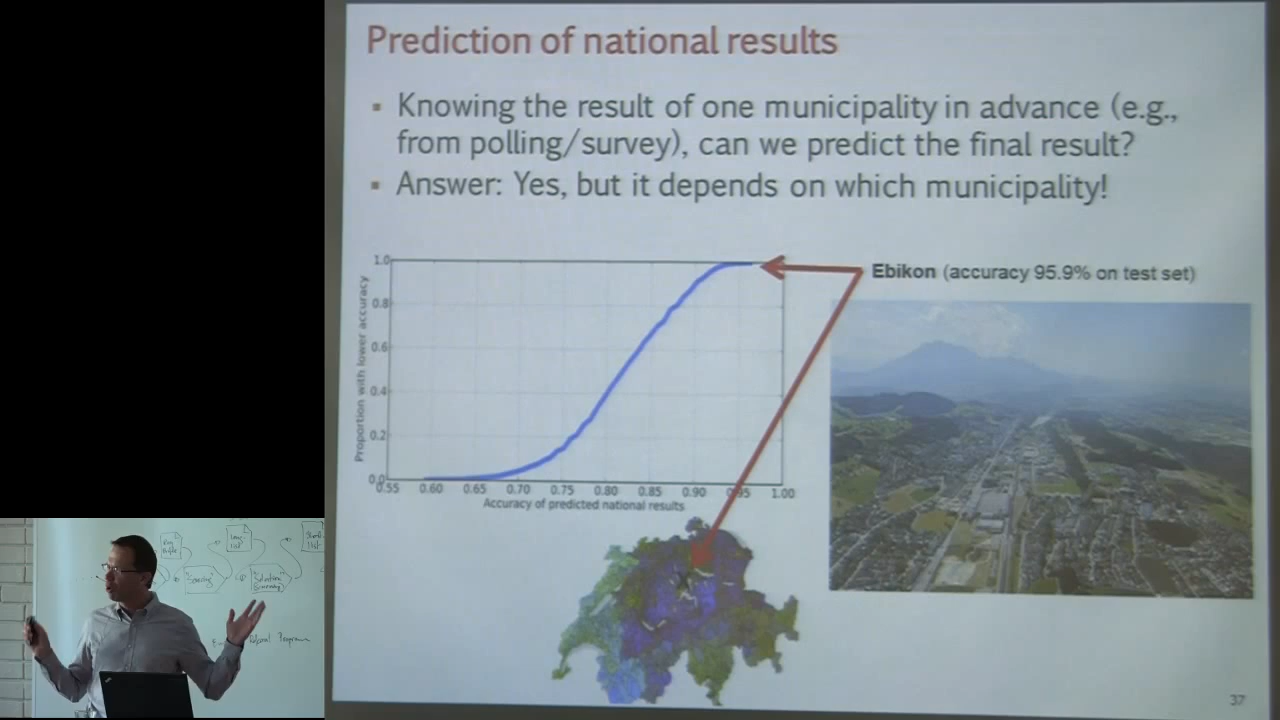 Prediction of national results
▪ Knowing the result of one municipality in advance (e.g.,
from polling/survey), can we predict the final result?
▪ Answer: Yes, but it depends on which municipality!
Ebikon (accuracy 95.9% on test set)
Proportion with lower accuracy
1.0
0.8
0.6
0.4
0.2
0.0
0.55 0.60 0.65 0.70 0.75 0.80 0.85 0.90 0.95 1.00
Accuracy of predicted national results
37